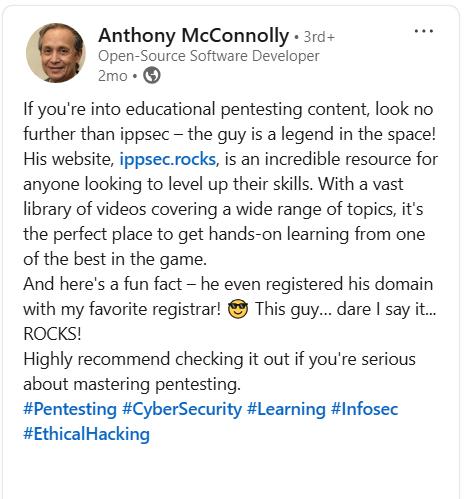 Anthony McConnolly • 3rd+
Open-Source Software Developer
2mo •
If you're into educational pentesting content, look no
further than ippsec – the guy is a legend in the space!
His website, ippsec.rocks, is an incredible resource for
anyone looking to level up their skills. With a vast
library of videos covering a wide range of topics, it's
the perfect place to get hands-on learning from one
of the best in the game.
And here's a fun fact – he even registered his domain
with my favorite registrar! 😎 This guy... dare I say it...
ROCKS!
Highly recommend checking it out if you're serious
about mastering pentesting.
#Pentesting #CyberSecurity #Learning #Infosec
#EthicalHacking